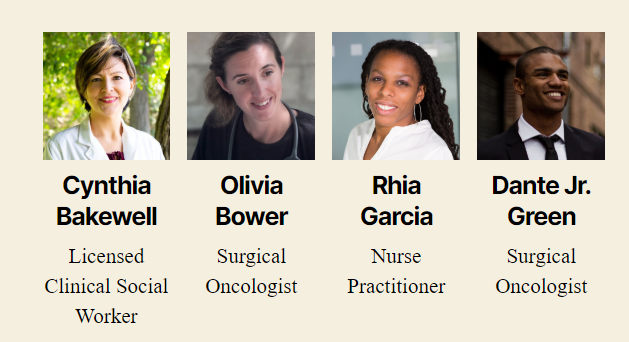 Cynthia
Bakewell
Licensed
Clinical Social
Worker
Olivia
Bower
Surgical
Oncologist
Rhia
Garcia
Nurse
Practitioner
Dante Jr.
Green
Surgical
Oncologist